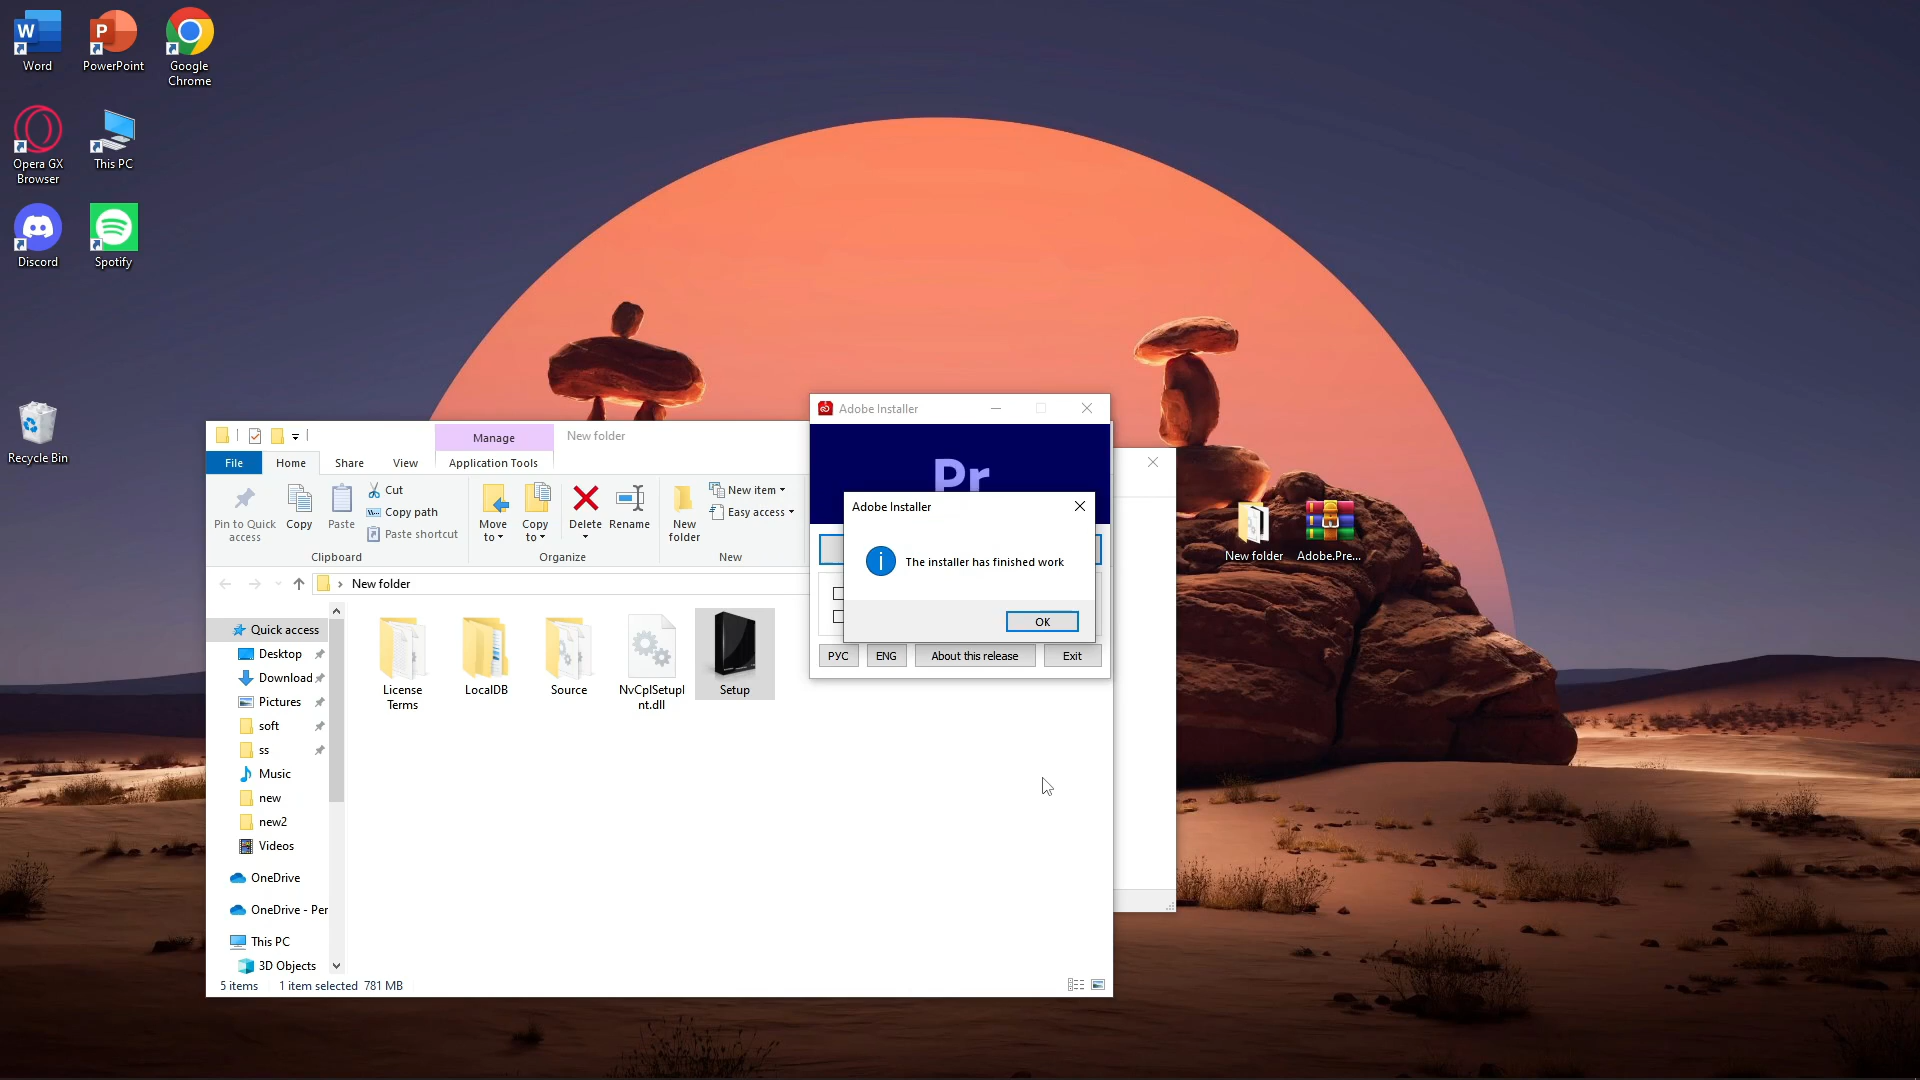 Word
PowerPoint
Google
Chrome
Opera GX
Browser
This PC
Discord
Spotify
Recycle Bin
Manage
New folder
File
Home
Share
View
Application Tools
Pin to Quick
access
Copy
Paste
Cut
Copy path
Paste shortcut
Clipboard
Move
to
Copy
to
Delete
Rename
Organize
New
folder
New item
Easy access
New
New folder
Quick access
Desktop
Download
Pictures
soft
ss
Music
new
new2
Videos
OneDrive
OneDrive - Per
This PC
3D Objects
License
Terms
LocalDB
Source
NvCplSetupI
nt.dll
Setup
5 items
1 item selected 781 MB
Adobe Installer
Pr
Adobe Installer
The installer has finished work
OK
РУС
ENG
About this release
Exit
New folder
Adobe.Pre...